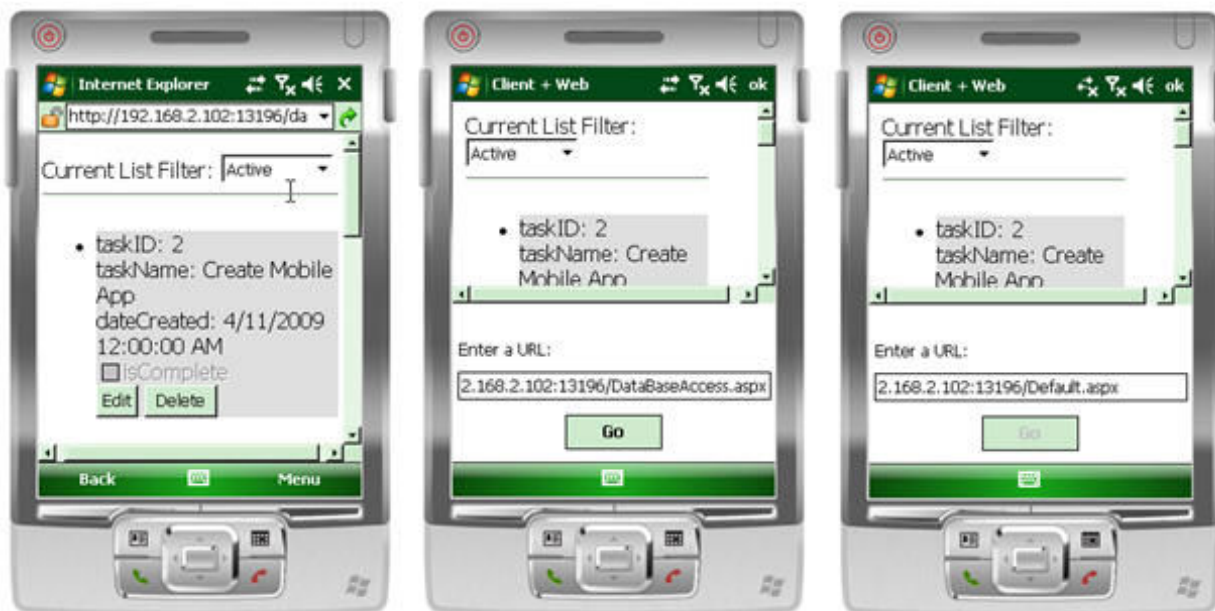 Internet Explorer
http://192.168.2.102:13196/da
Current List Filter: Active
taskID: 2
taskName: Create Mobile
App
dateCreated: 4/11/2009
12:00:00 AM
isComplete
Edit Delete
Back Menu
Client + Web ok
Current List Filter:
Active
taskID: 2
taskName: Create
Mobile App
Enter a URL:
2.168.2.102:13196/DataBaseAccess.aspx
Go
Client + Web ok
Current List Filter:
Active
taskID: 2
taskName: Create
Mobile App
Enter a URL:
2.168.2.102:13196/Default.aspx
Go